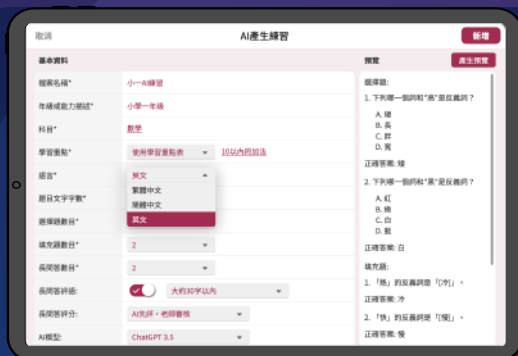 取消
AI產生練習
新增
基本資料
檔案名稱*
小一AI練習
年級或能力描述*
小學一年級
科目*
數學
學習重點*
使用學習重點表
10以內的加法
語言*
英文
繁體中文
簡體中文
英文
題目文字字數*
選擇題數目*
填充題數目*
2
長問答數目*
2
長問答評語:
大約30字以內
長問答評分:
AI先評,老師審核
AI模型:
ChatGPT 3.5
預覽
產生預覽
選擇題:
1. 下列哪一個詞和"高"是反義詞?
A. 矮
B. 長
C. 胖
D. 寬
正確答案: 矮
2. 下列哪一個詞和"黑"是反義詞?
A. 紅
B. 綠
C. 白
D. 藍
正確答案: 白
填充題:
1. 「熱」的反義詞是「[冷]」。
正確答案: 冷
2. 「快」的反義詞是「[慢]」。
正確答案: 慢